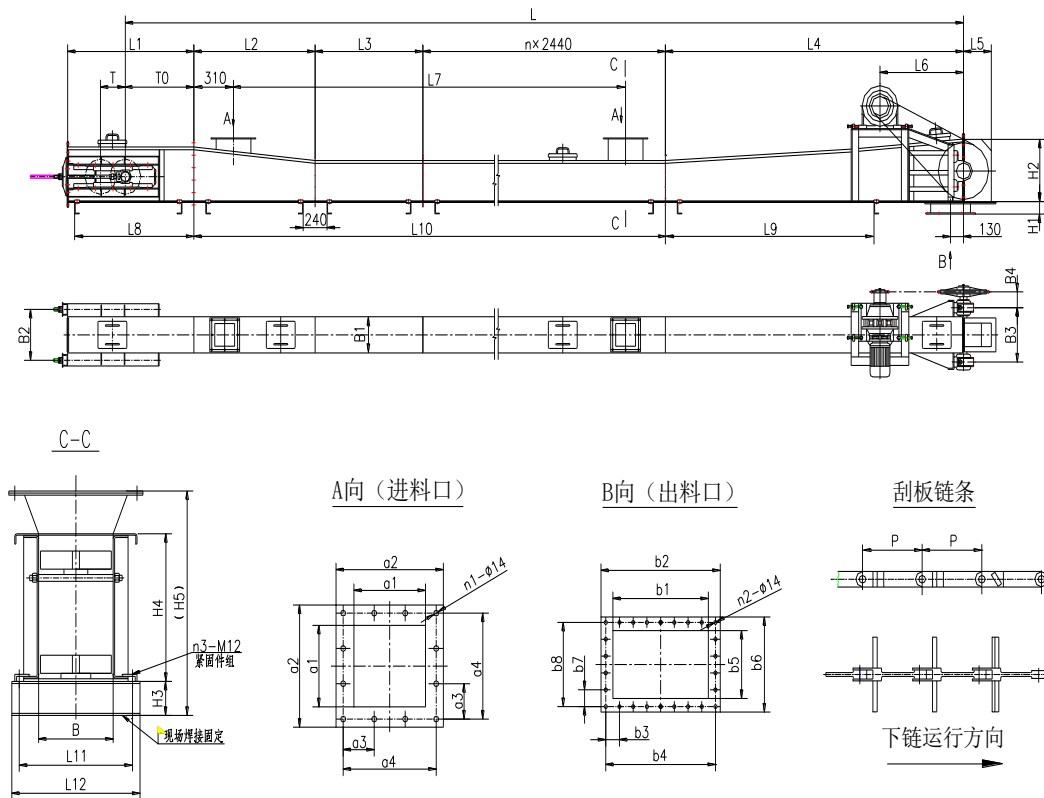 L
L1
L2
L3
n×2440
L4
L5
T
T0
310
L7
C
L6
A
A
H2
240
C
H1
L8
L10
L9
130
B
B2
B1
B4
B3
C-C
A向（进料口）
B向（出料口）
刮板链条
a2
a1
n1-ø14
a2
a1
a4
a3
a3
a4
b2
b1
n2-ø14
b8
b7
b5
b6
b3
b4
P
P
H4
(H5)
n3-M12
紧固件组
H3
B
现场焊接固定
L11
L12
下链运行方向